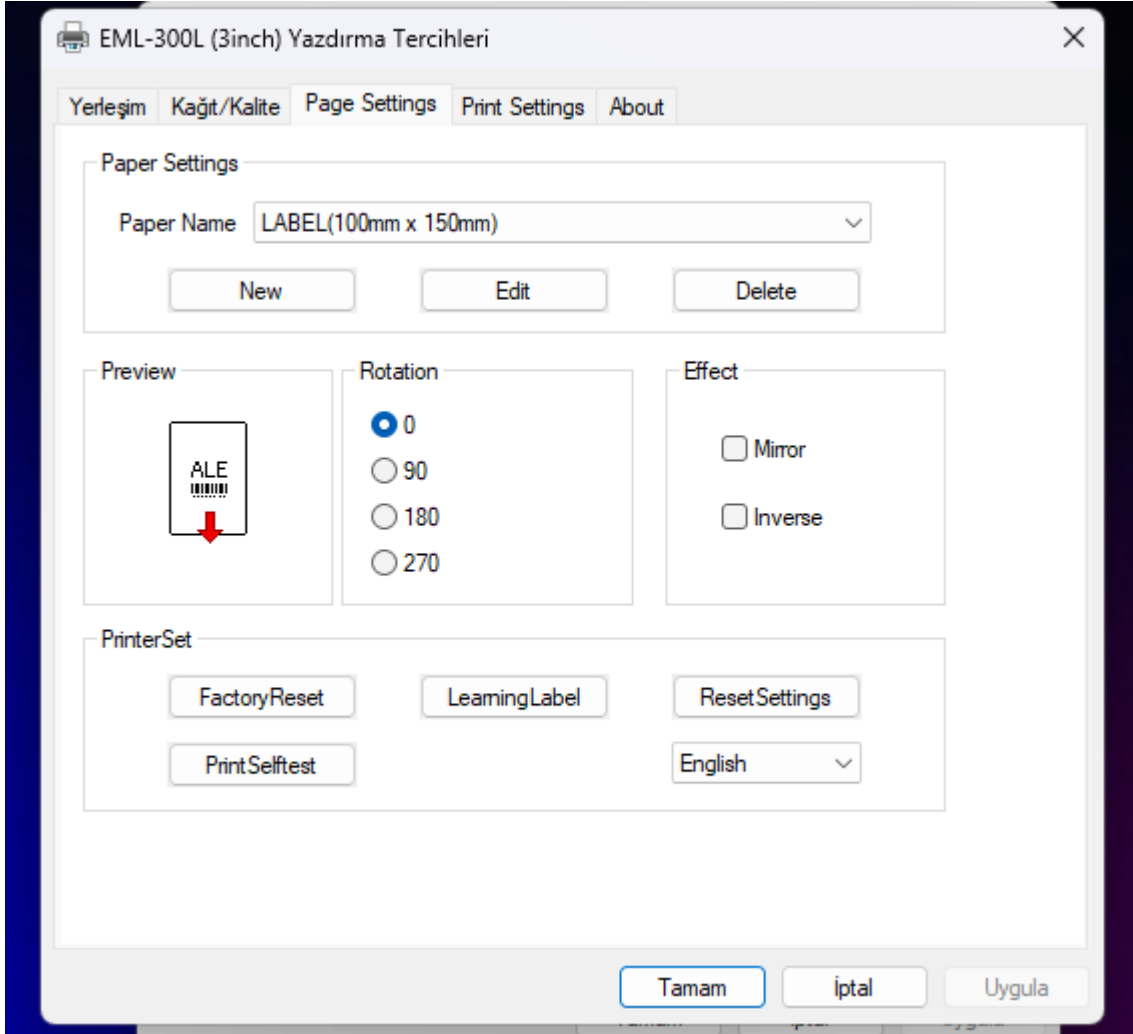 EML-300L (3inch) Yazdırma Tercihleri
Yerleşim Kağıt/Kalite Page Settings Print Settings About
Paper Settings
Paper Name LABEL(100mm x 150mm)
New Edit Delete
Preview Rotation Effect
ALE
0
90
180
270
Mirror
Inverse
PrinterSet
FactoryReset LearningLabel ResetSettings
PrintSelftest English
Tamam İptal Uygula